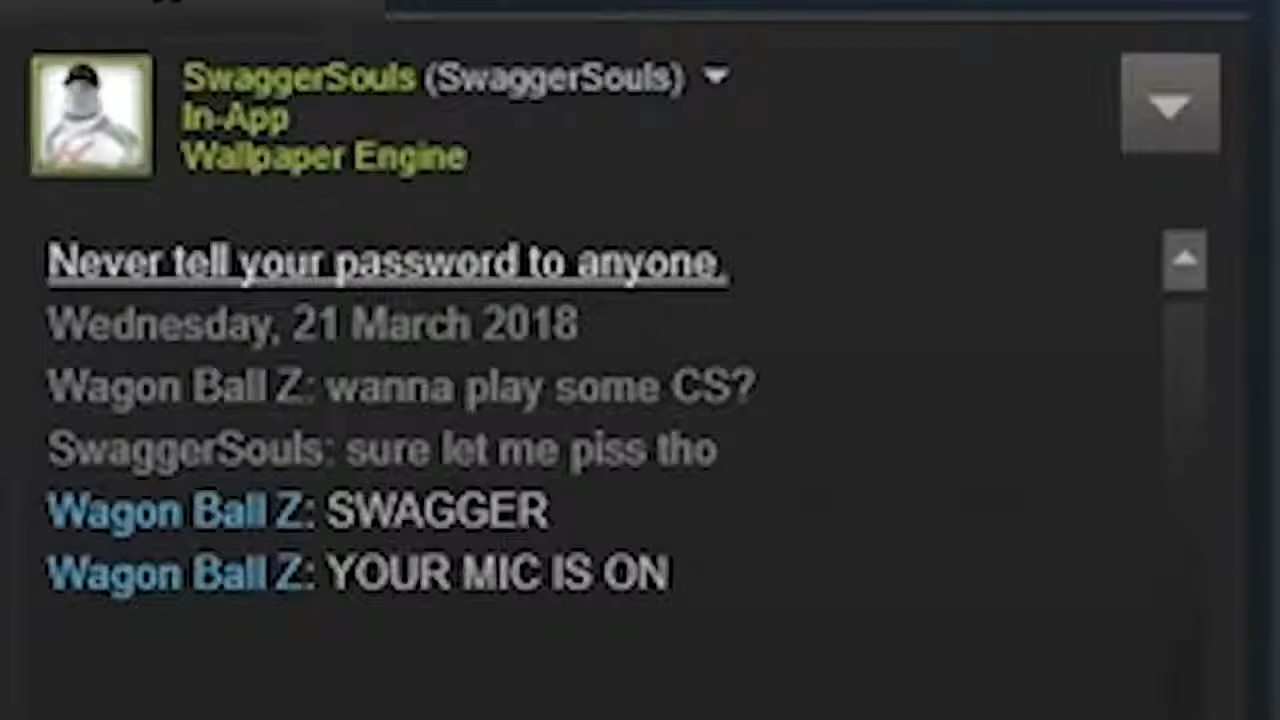 SwaggerSouls (SwaggerSouls)
In-App
Wallpaper Engine
Never tell your password to anyone.
Wednesday, 21 March 2018
Wagon Ball Z: wanna play some CS?
SwaggerSouls: sure let me piss tho
Wagon Ball Z: SWAGGER
Wagon Ball Z: YOUR MIC IS ON